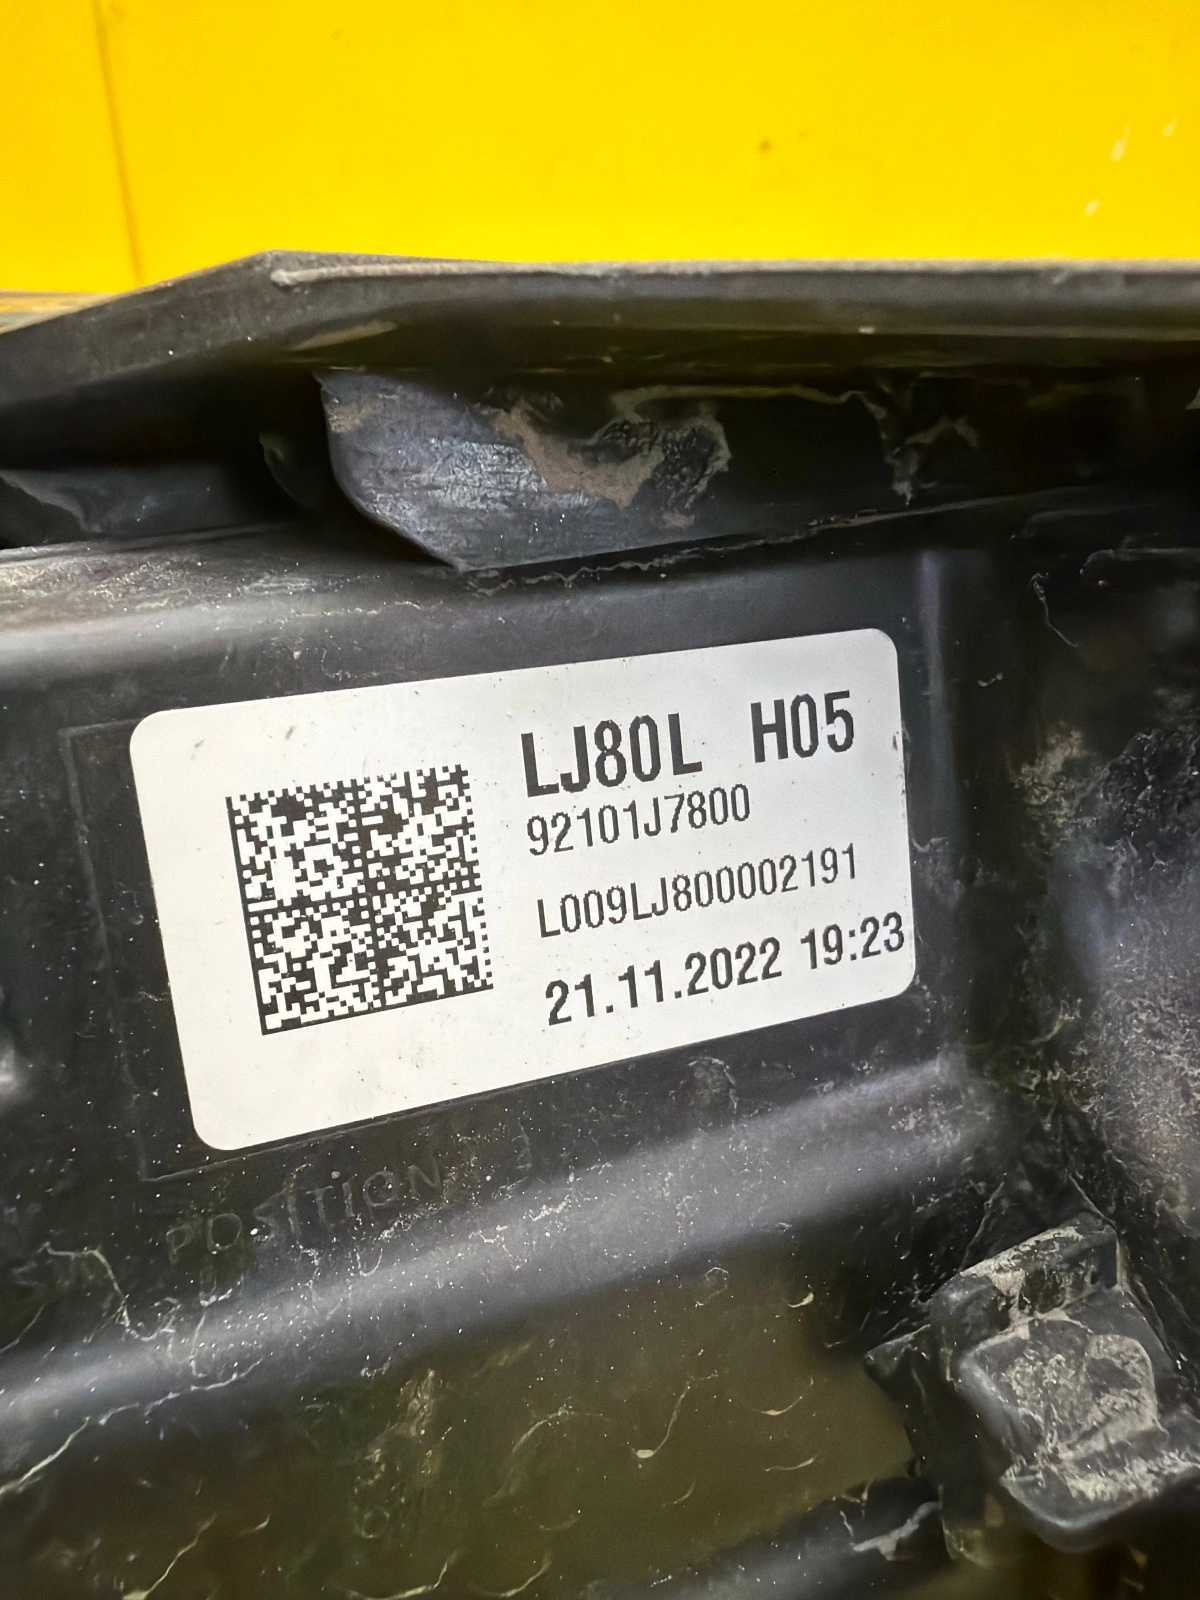 LJ80L H05
92101J7800
L009LJ800002191
21.11.2022 19:23
POSITION